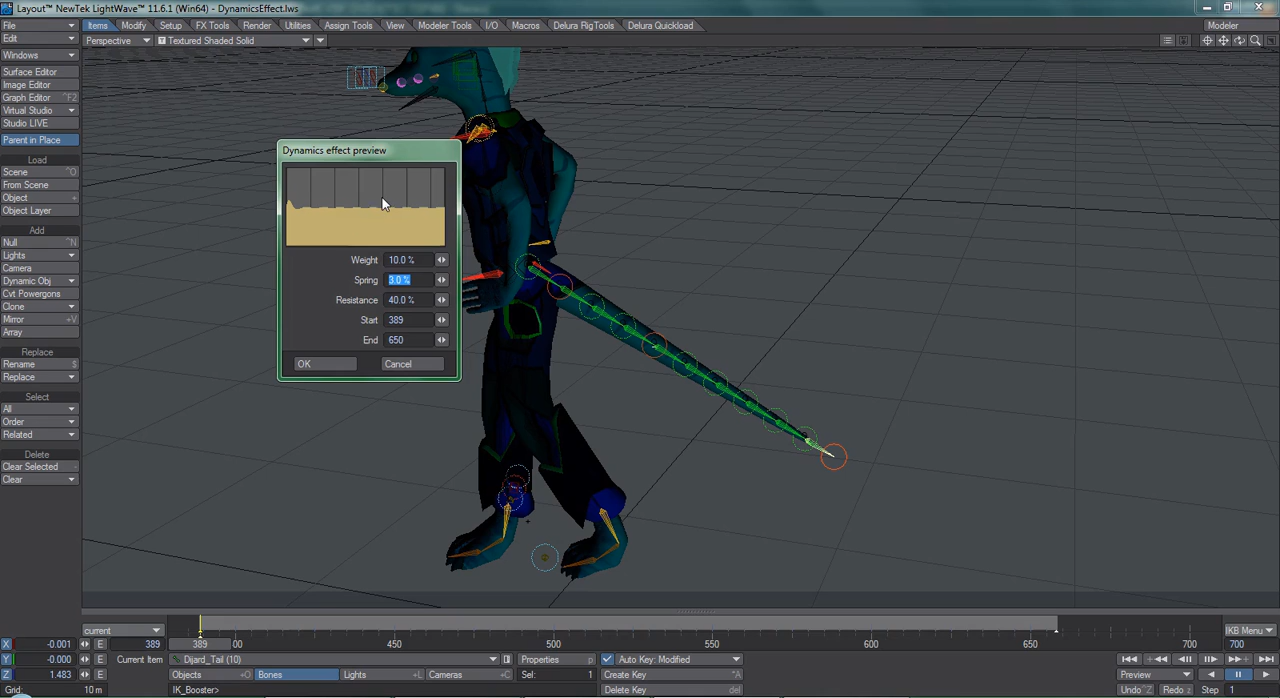 Layout™ NewTek LightWave™ 11.6.1 (Win64) - DynamicsEffect.lws
File
Items Modify Setup FX Tools Render Utilities Assign Tools View Modeler Tools I/O Macros Delura RigTools Delura Quickload
Modeler
Edit
Perspective Textured Shaded Solid
Windows
Surface Editor
Image Editor
Graph Editor ^F2
Virtual Studio
Studio LIVE
Parent in Place
Load
Scene ^O
From Scene
Object +
Object Layer
Add
Null ^N
Lights
Camera
Dynamic Obj
Cvt Powergons
Clone
Mirror +V
Array
Replace
Rename $
Replace
Select
All
Order
Related
Delete
Clear Selected -
Clear
Dynamics effect preview
Weight 10.0 %
Spring 3.0 %
Resistance 40.0 %
Start 389
End 650
OK Cancel
current
389 389 00 450 500 550 600 650 700
IKB Menu
700
X -0.001 E
Y -0.000 E
Z 1.483 E
Grid: 10 m
Current Item Dijard_Tail (10) Properties p Auto Key: Modified
Objects +O Bones Lights +L Cameras +C Sel: 1 Create Key
IK_Booster> Delete Key del
Preview
Undo ^Z Redo z Step 1